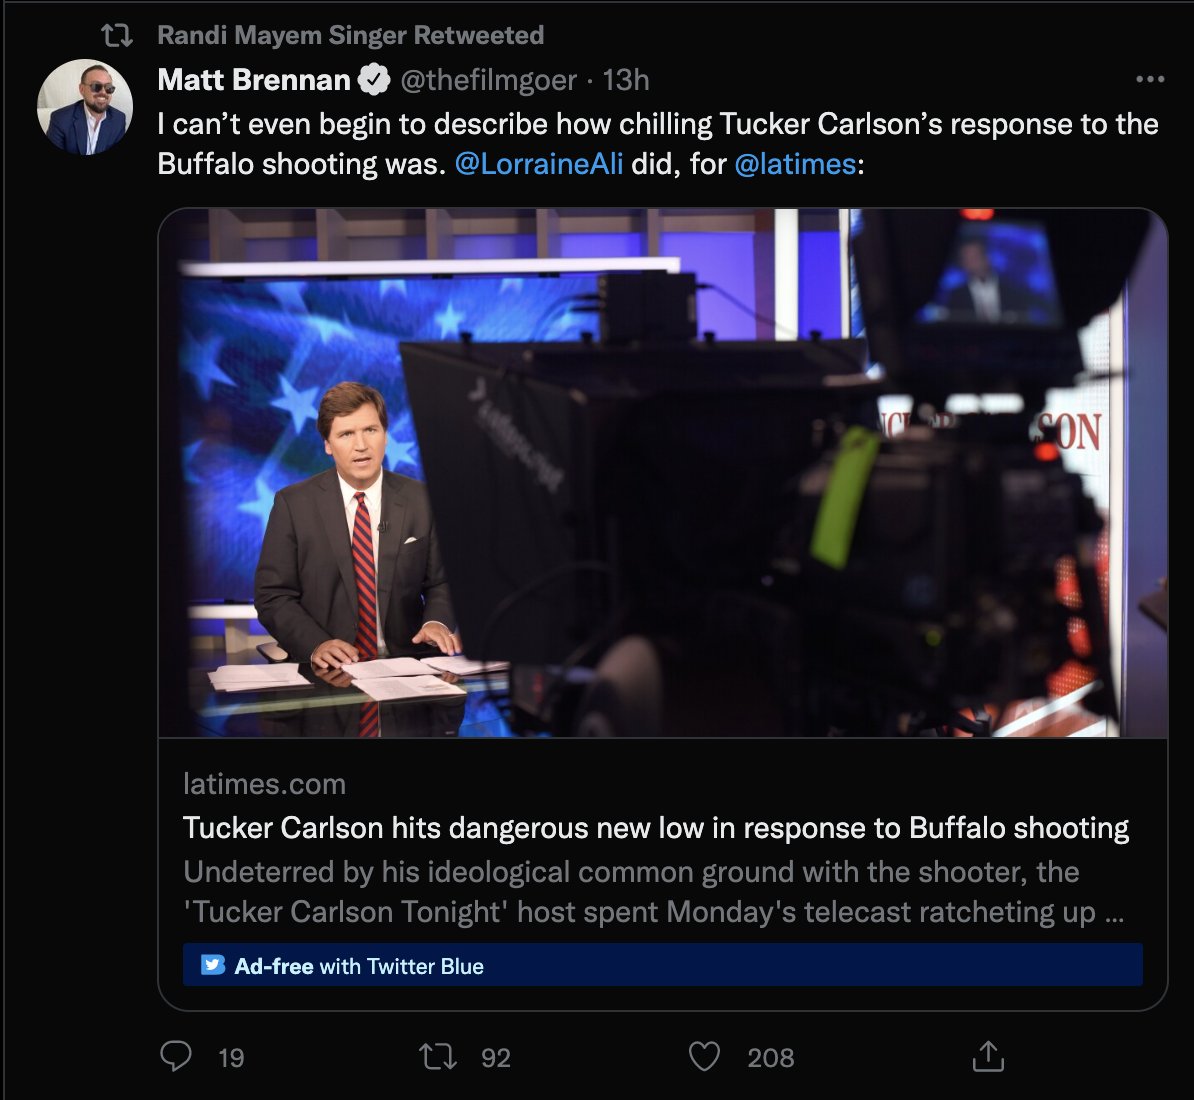 Randi Mayem Singer Retweeted
Matt Brennan @thefilmgoer · 13h
I can’t even begin to describe how chilling Tucker Carlson’s response to the
Buffalo shooting was. @LorraineAli did, for @latimes:
SON
latimes.com
Tucker Carlson hits dangerous new low in response to Buffalo shooting
Undeterred by his ideological common ground with the shooter, the
'Tucker Carlson Tonight' host spent Monday's telecast ratcheting up ...
Ad-free with Twitter Blue
19 92 208